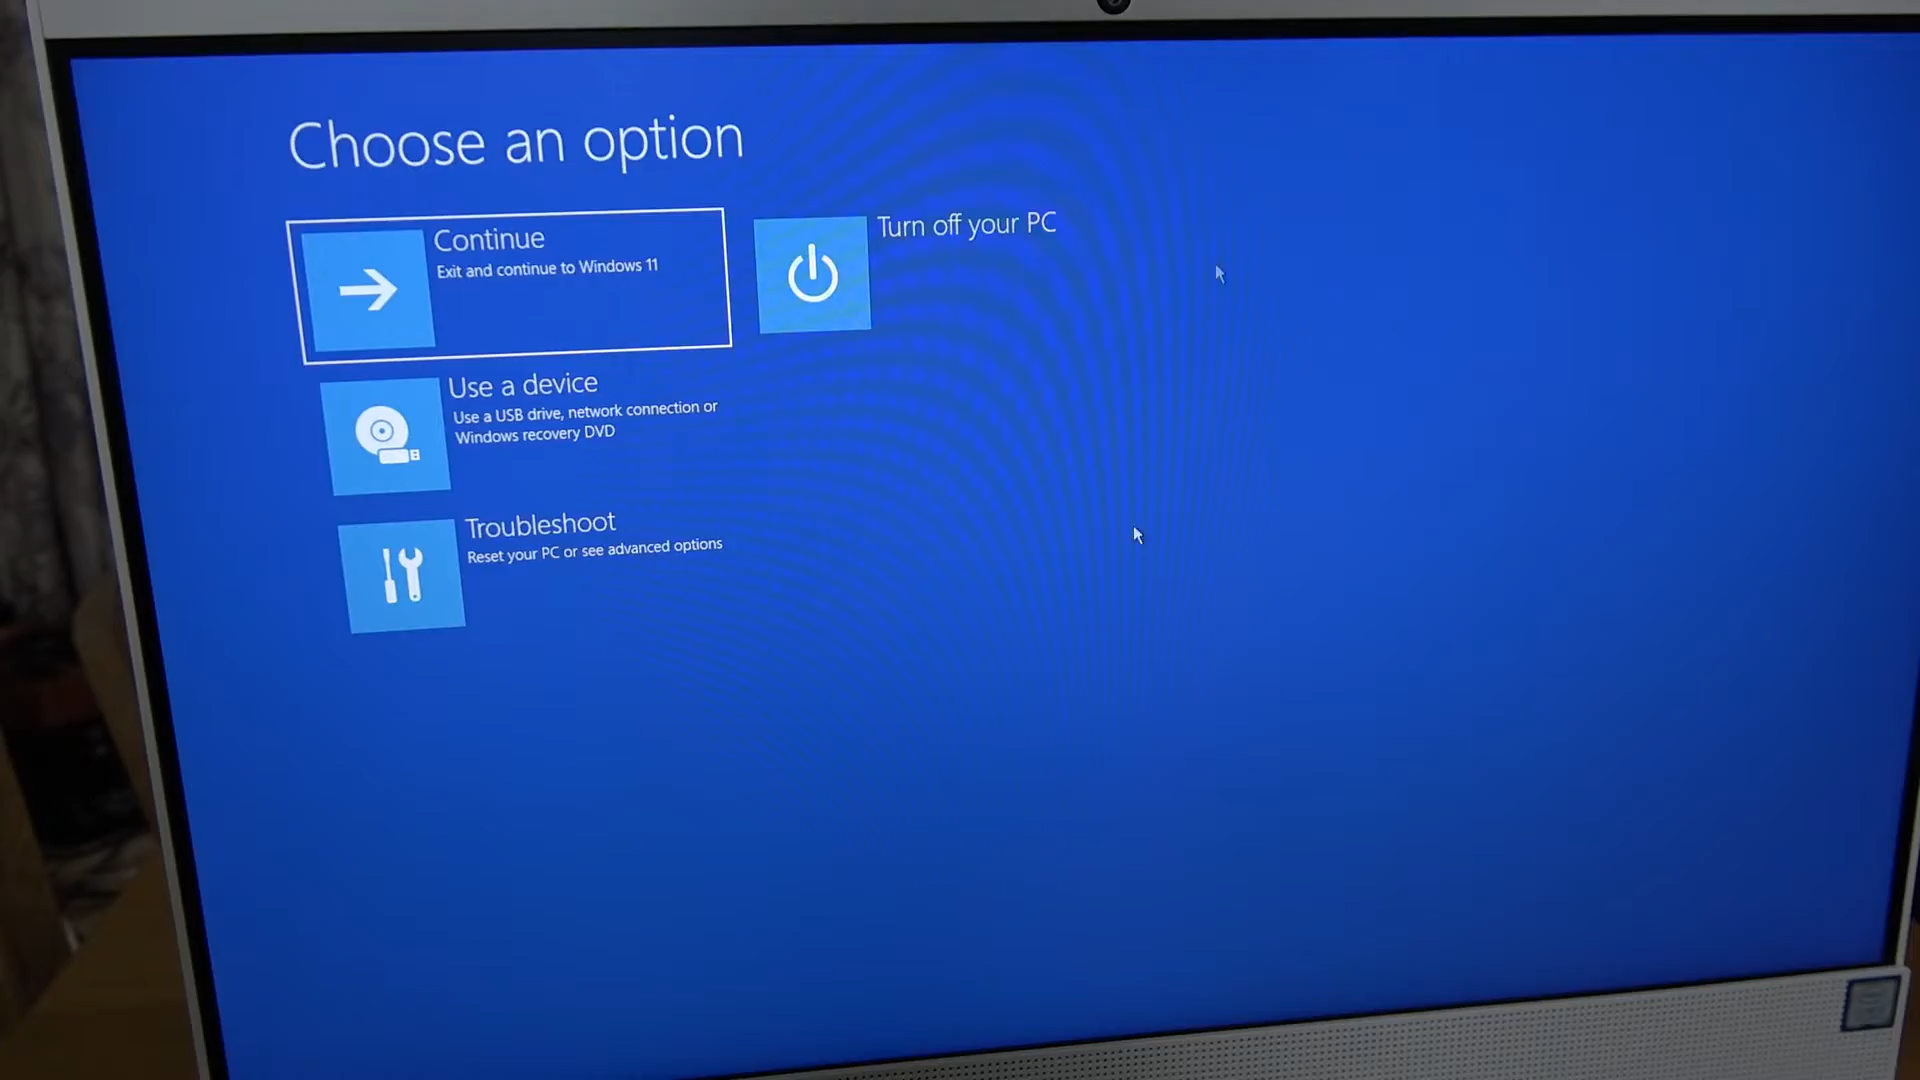 Choose an option
Continue
Exit and continue to Windows 11
Turn off your PC
Use a device
Use a USB drive, network connection or
Windows recovery DVD
Troubleshoot
Reset your PC or see advanced options